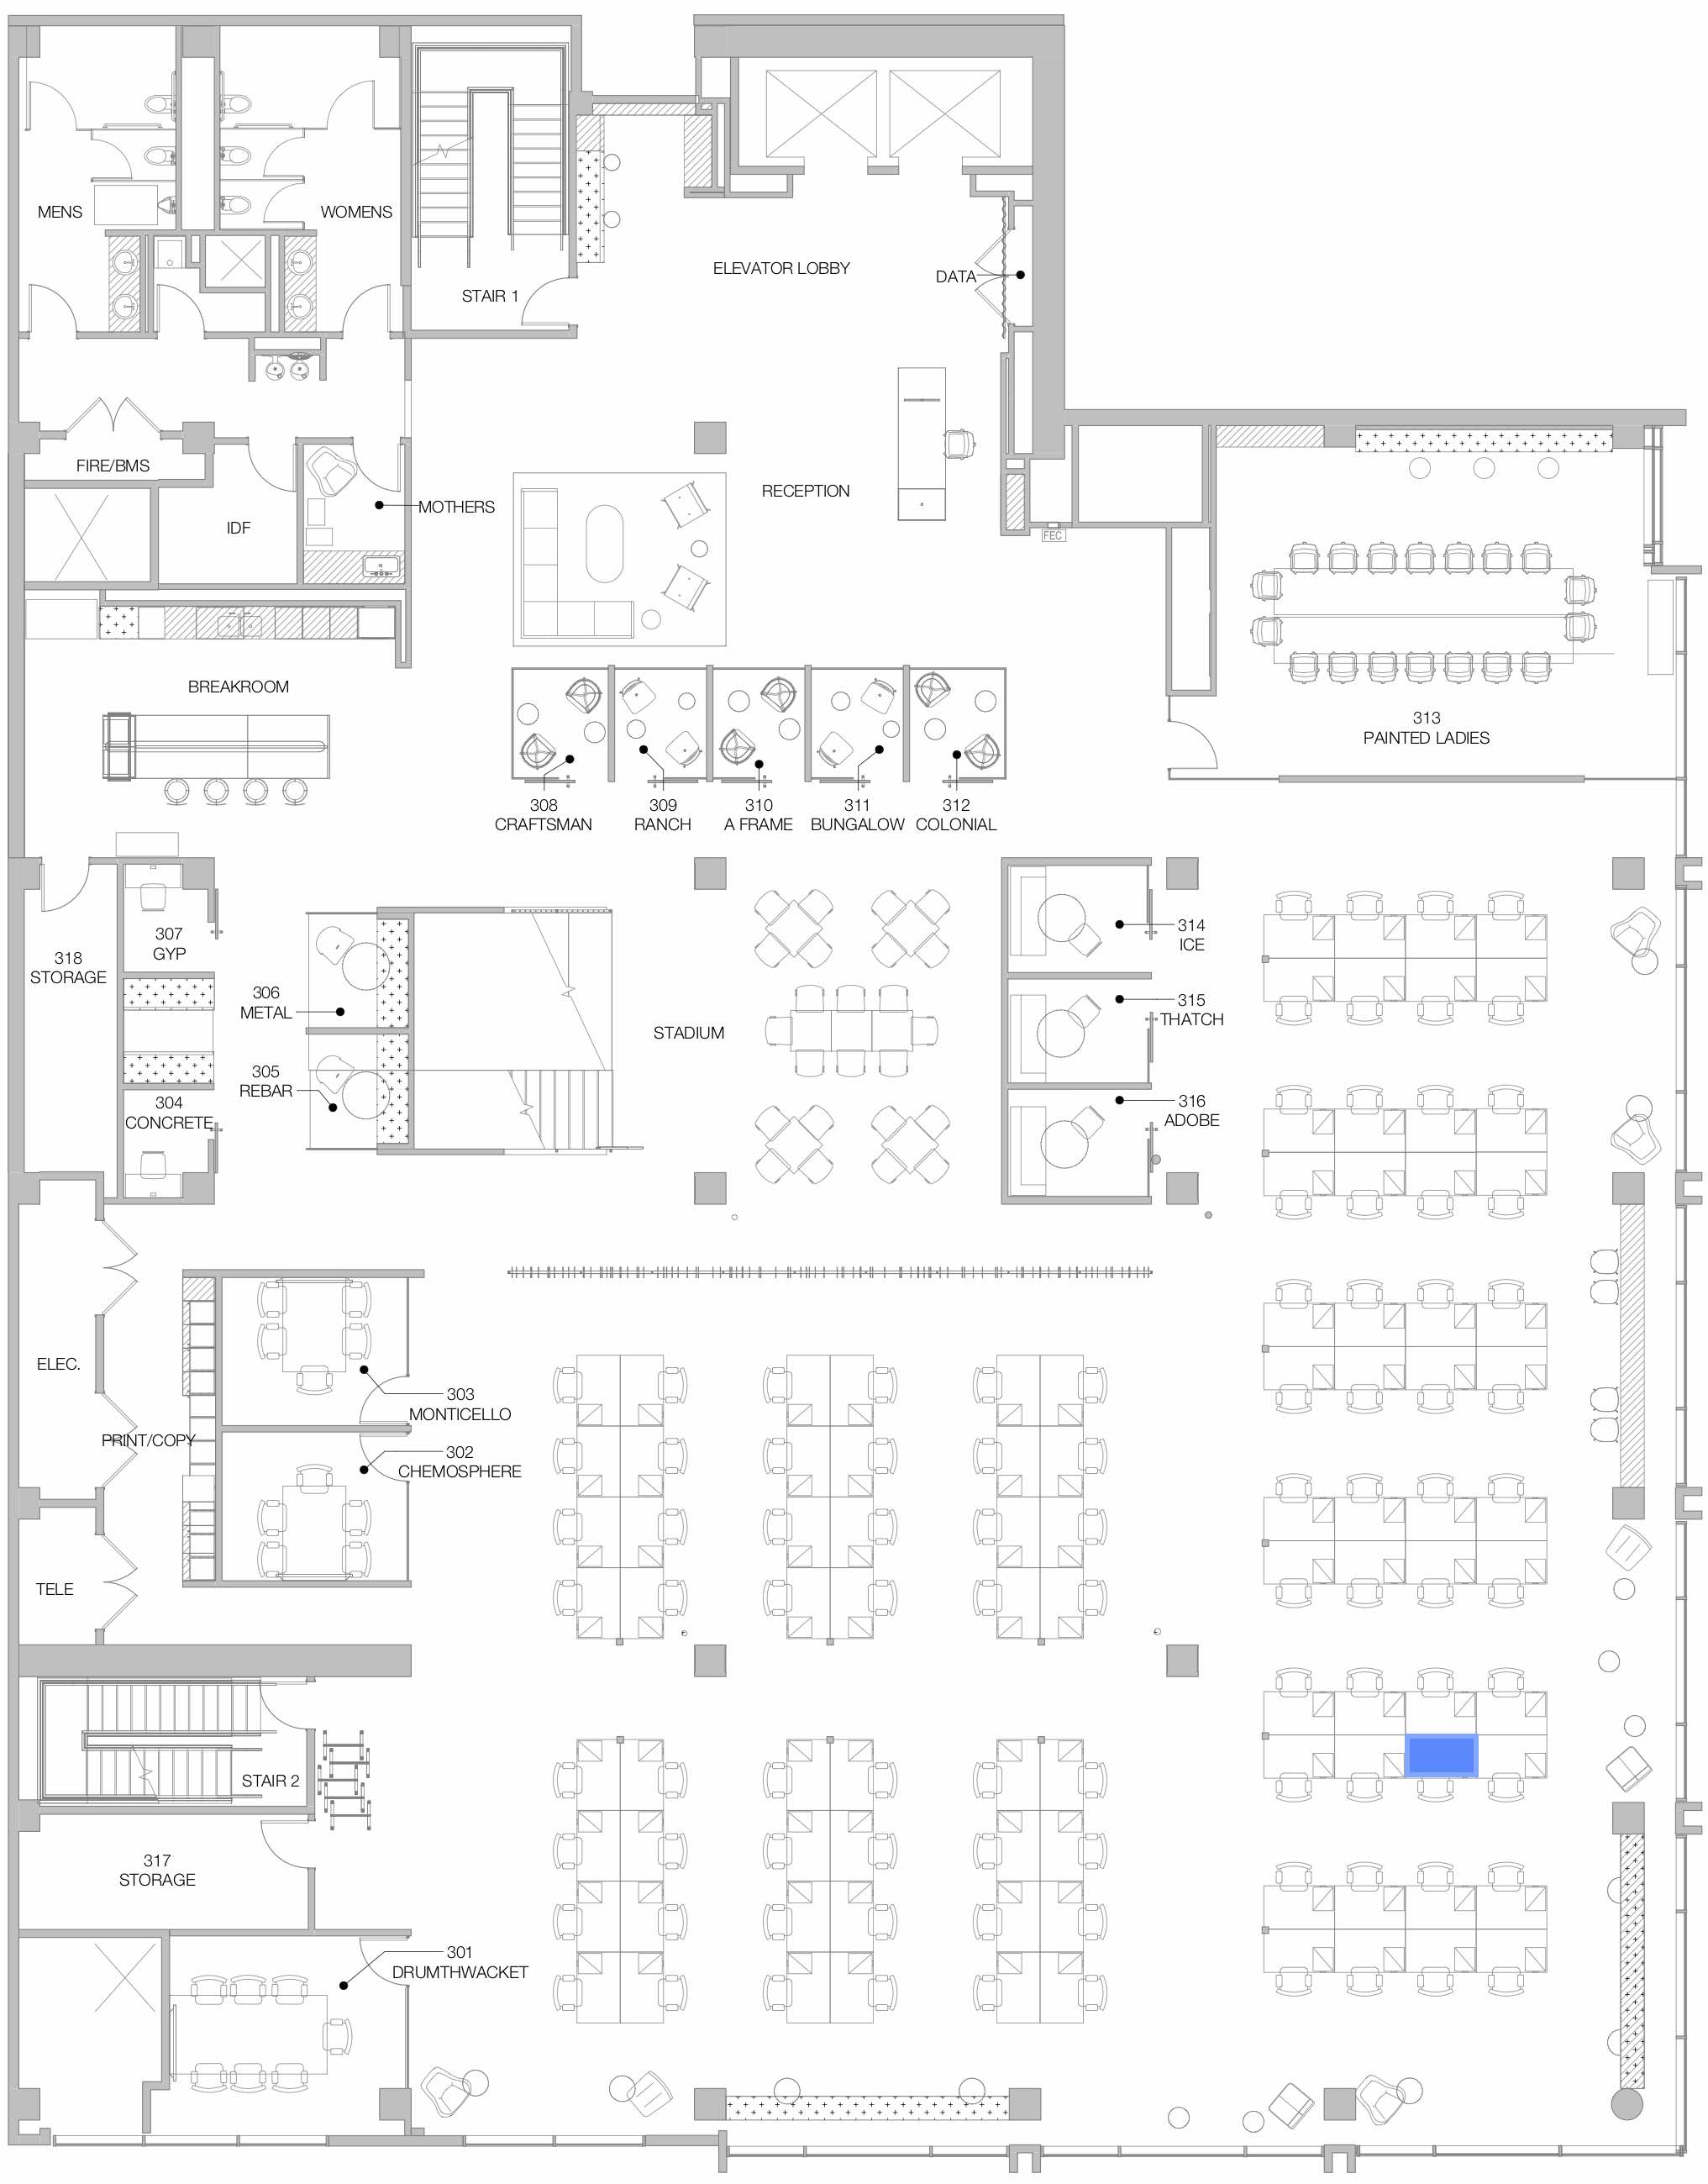 MENS
WOMENS
STAIR 1
ELEVATOR LOBBY
DATA
FIRE/BMS
IDF
MOTHERS
RECEPTION
FEC
BREAKROOM
313
PAINTED LADIES
308
CRAFTSMAN
309
RANCH
310
A FRAME
311
BUNGALOW
312
COLONIAL
307
GYP
318
STORAGE
306
METAL
305
REBAR
304
CONCRETE
STADIUM
314
ICE
315
THATCH
316
ADOBE
ELEC.
303
MONTICELLO
PRINT/COPY
302
CHEMOSPHERE
TELE
STAIR 2
317
STORAGE
301
DRUMTHWACKET